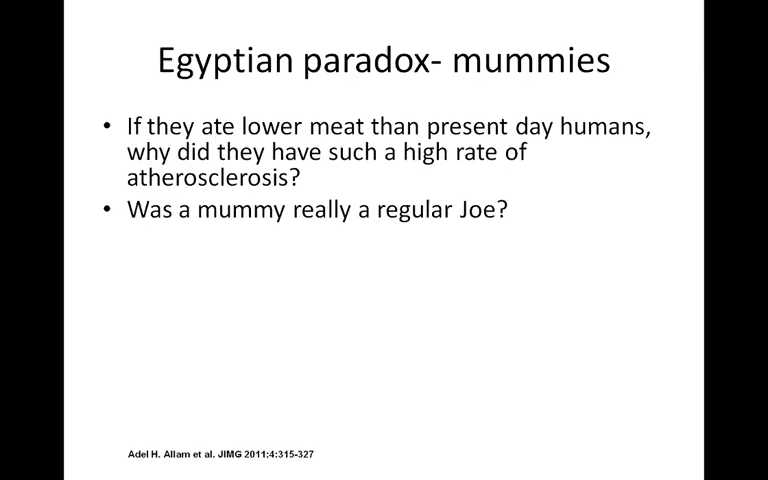 Egyptian paradox- mummies
• If they ate lower meat than present day humans,
why did they have such a high rate of
atherosclerosis?
• Was a mummy really a regular Joe?
Adel H. Allam et al. JIMG 2011;4:315-327